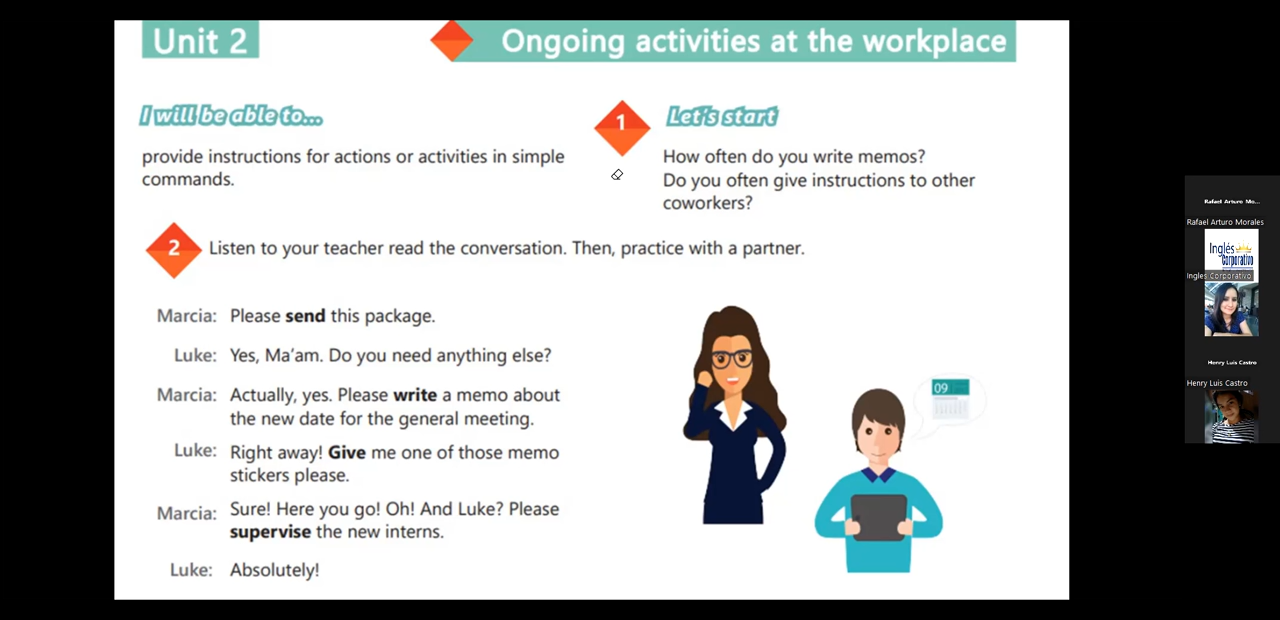 Unit 2
Ongoing activities at the workplace
I will be able to...
provide instructions for actions or activities in simple
commands.
1
Let's start
How often do you write memos?
Do you often give instructions to other
coworkers?
2
Listen to your teacher read the conversation. Then, practice with a partner.
Marcia: Please send this package.
Luke: Yes, Ma'am. Do you need anything else?
Marcia: Actually, yes. Please write a memo about
the new date for the general meeting.
Luke: Right away! Give me one of those memo
stickers please.
Marcia: Sure! Here you go! Oh! And Luke? Please
supervise the new interns.
Luke: Absolutely!
09
Rafael Arturo Mo...
Rafael Arturo Morales
Inglés
Corporativo
Ingles Corporativo
Henry Luis Castro
Henry Luis Castro